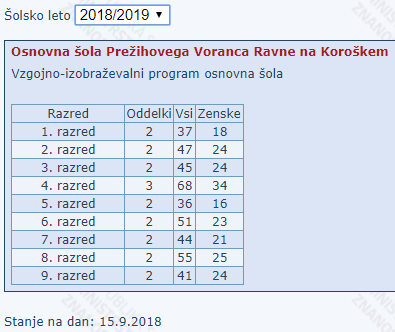 Šolsko leto 2018/2019
Osnovna šola Prežihovega Voranca Ravne na Koroškem
Vzgojno-izobraževalni program osnovna šola
Razred Oddelki Vsi Zenske
1. razred 2 37 18
2. razred 2 47 24
3. razred 2 45 24
4. razred 3 68 34
5. razred 2 36 16
6. razred 2 51 23
7. razred 2 44 21
8. razred 2 55 25
9. razred 2 41 24
Stanje na dan: 15.9.2018